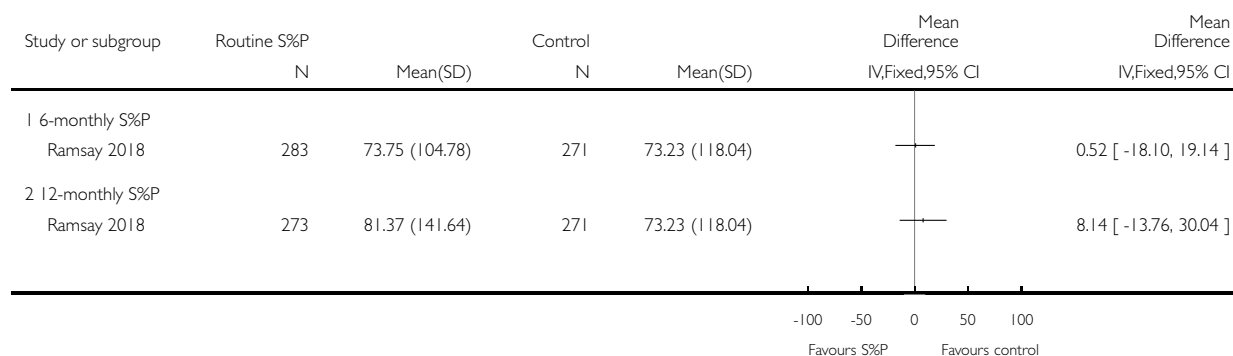 Study or subgroup Routine S%P Control Mean Difference Mean Difference
N Mean(SD) N Mean(SD) IV,Fixed,95% CI IV,Fixed,95% CI
1 6-monthly S%P
Ramsay 2018 283 73.75 (104.78) 271 73.23 (118.04) 0.52 [ -18.10, 19.14 ]
2 12-monthly S%P
Ramsay 2018 273 81.37 (141.64) 271 73.23 (118.04) 8.14 [ -13.76, 30.04 ]
-100 -50 0 50 100
Favours S%P Favours control